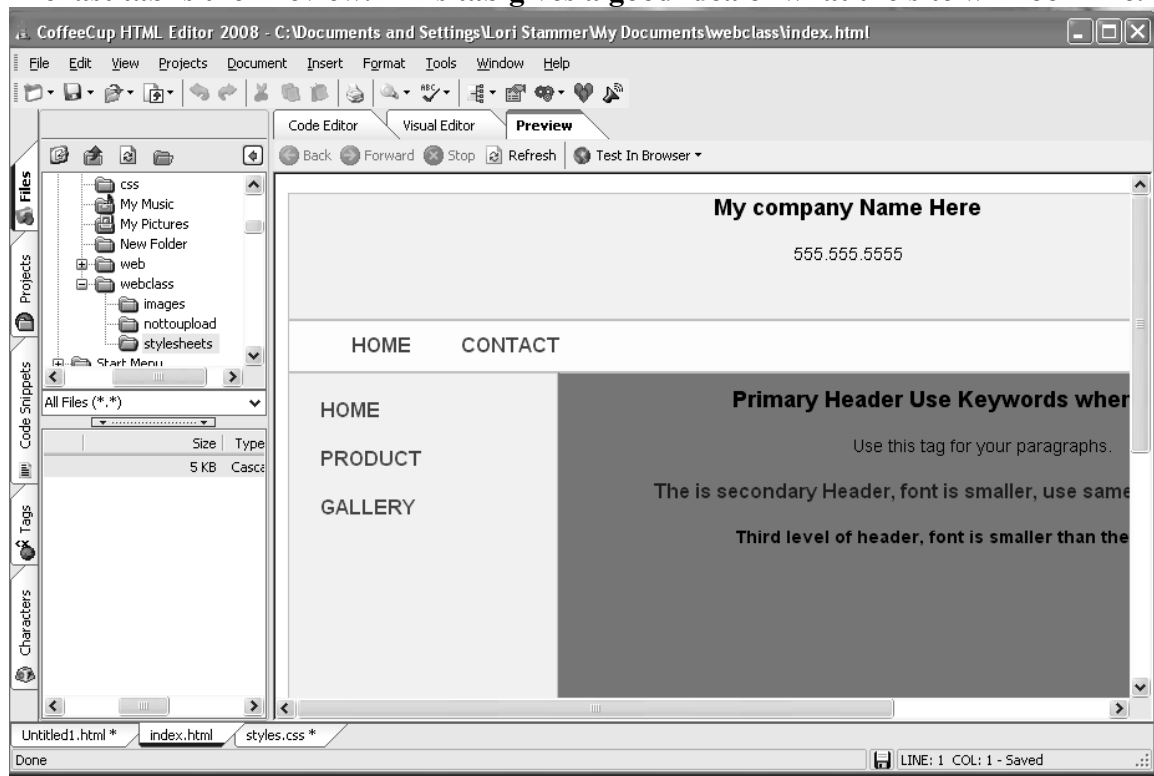 CoffeeCup HTML Editor 2008 - C:\Documents and Settings\Lori Stammer\My Documents\webclass\index.html
File Edit View Projects Document Insert Format Tools Window Help
Code Editor Visual Editor Preview
Back Forward Stop Refresh Test In Browser
Files
Projects
Code Snippets
Tags
Characters
css
My Music
My Pictures
New Folder
web
webclass
images
nottoupload
stylesheets
Start Menu
All Files (*.*)
Size Type
5 KB Casca
My company Name Here
555.555.5555
HOME CONTACT
HOME
PRODUCT
GALLERY
Primary Header Use Keywords wher
Use this tag for your paragraphs.
The is secondary Header, font is smaller, use same
Third level of header, font is smaller than the
Untitled1.html * index.html styles.css *
Done LINE: 1 COL: 1 - Saved